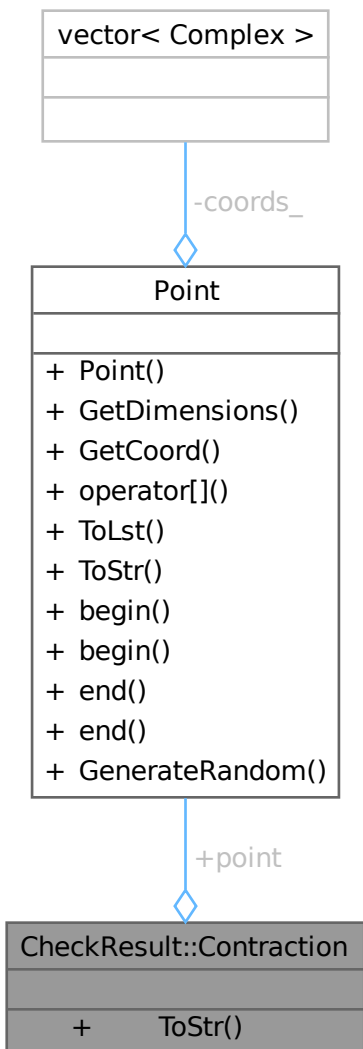 vector< Complex >
-coords_
Point
+ Point()
+ GetDimensions()
+ GetCoord()
+ operator[]()
+ ToLst()
+ ToStr()
+ begin()
+ begin()
+ end()
+ end()
+ GenerateRandom()
+point
CheckResult::Contraction
+ ToStr()